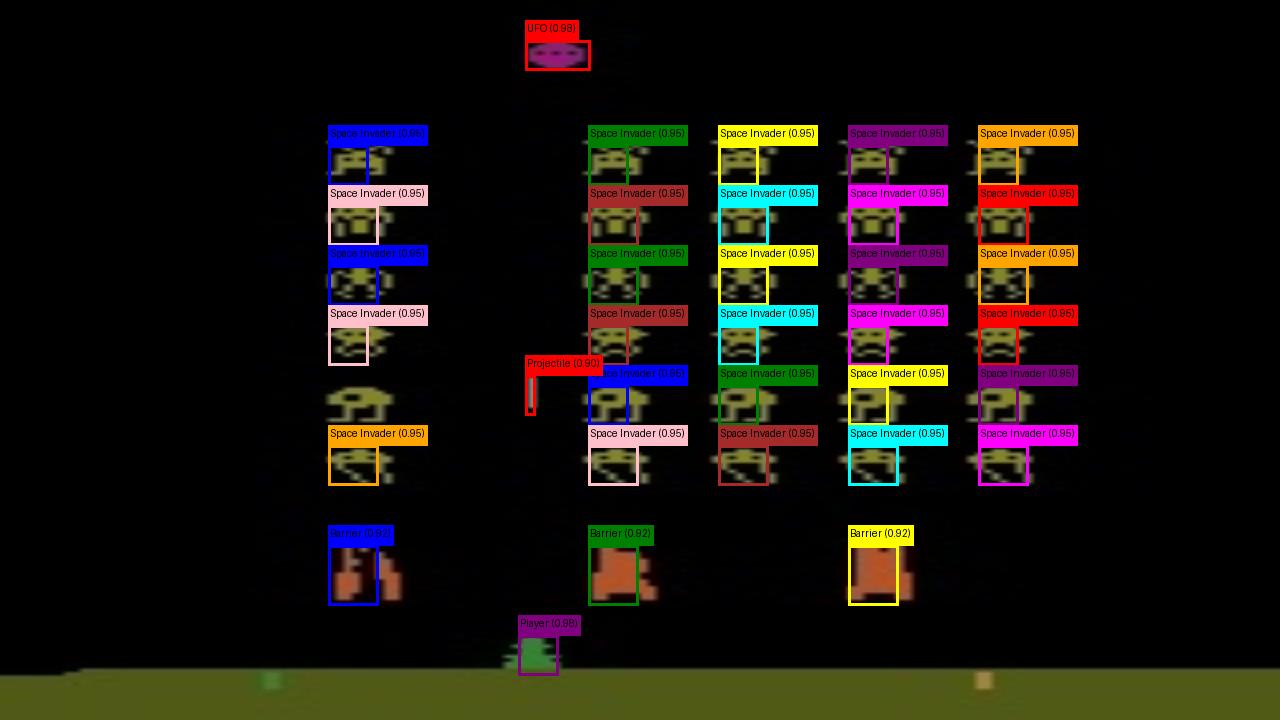 UFO (0.99)
Space Invader (0.95) Space Invader (0.95) Space Invader (0.95) Space Invader (0.95) Space Invader (0.95)
Space Invader (0.95) Space Invader (0.95) Space Invader (0.95) Space Invader (0.95) Space Invader (0.95)
Space Invader (0.95) Space Invader (0.95) Space Invader (0.95) Space Invader (0.95) Space Invader (0.95)
Space Invader (0.95) Space Invader (0.95) Space Invader (0.95) Space Invader (0.95) Space Invader (0.95)
Projectile (0.90)
Space Invader (0.95) Space Invader (0.95) Space Invader (0.95) Space Invader (0.95)
Space Invader (0.95) Space Invader (0.95) Space Invader (0.95) Space Invader (0.95) Space Invader (0.95)
Barrier (0.92) Barrier (0.92) Barrier (0.92)
Player (0.98)